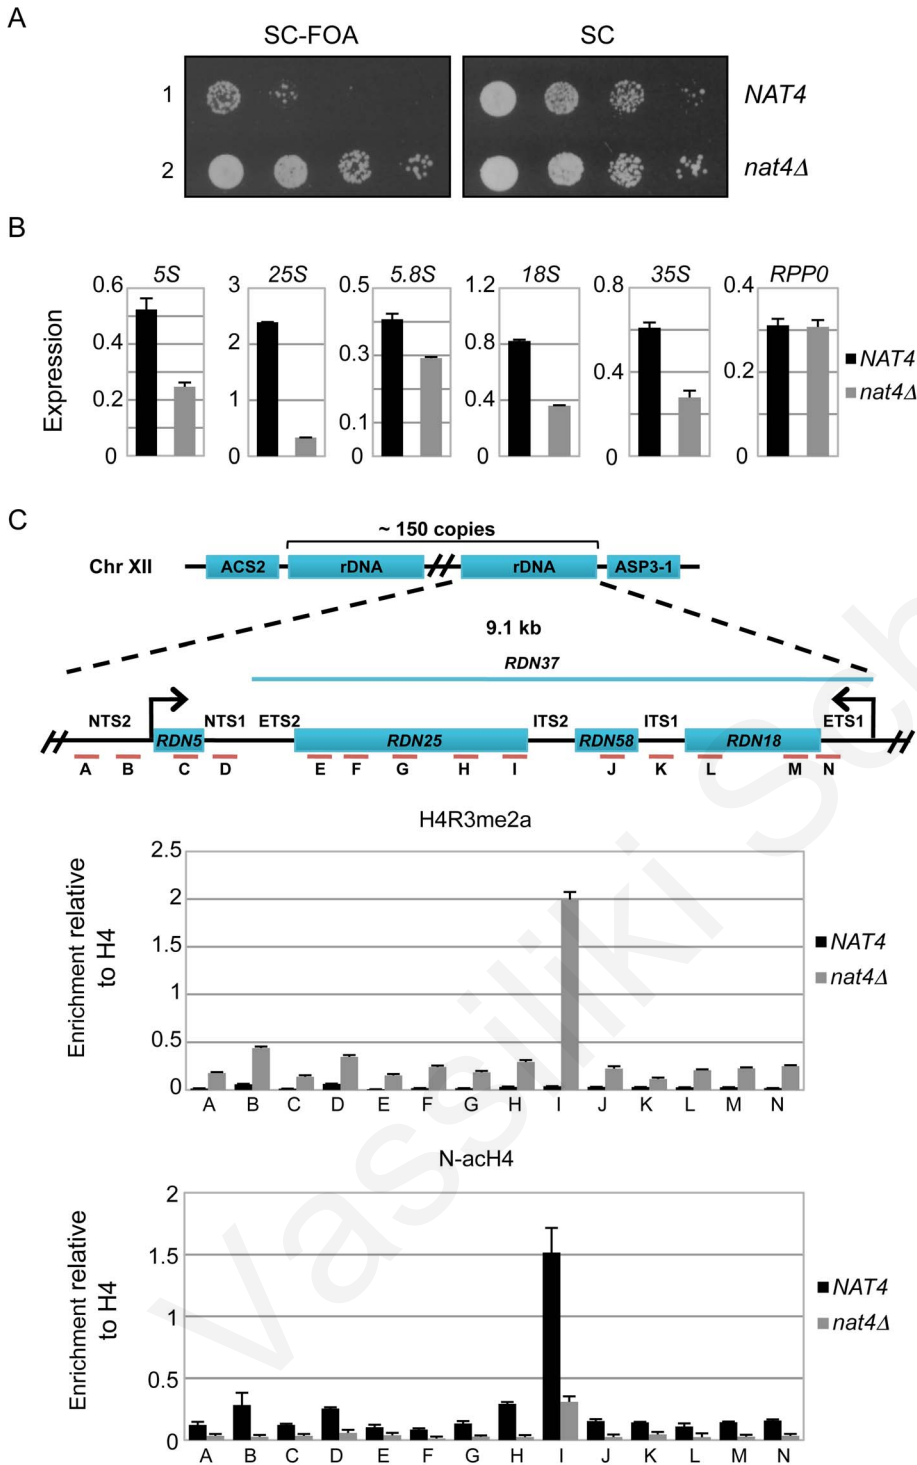 A
SC-FOA SC
1 NAT4
2 nat4Δ
B
5S 25S 5.8S 18S 35S RPP0
Expression
0.6 3 0.5 1.2 0.8 0.4
0.4 2 0.3 0.8 0.4 0.2
0.2 1 0.1 0.4
0 0 0 0 0
NAT4
nat4Δ
C
~ 150 copies
Chr XII ACS2 rDNA rDNA ASP3-1
9.1 kb
RDN37
NTS2 NTS1 ETS2 ITS2 ITS1 ETS1
RDN5 RDN25 RDN58 RDN18
A B C D E F G H I J K L M N
H4R3me2a
Enrichment relative
to H4
2.5
2
1.5
1
0.5
0
A B C D E F G H I J K L M N
NAT4
nat4Δ
N-acH4
Enrichment relative
to H4
2
1.5
1
0.5
0
A B C D E F G H I J K L M N
NAT4
nat4Δ
Vassiliki Sch